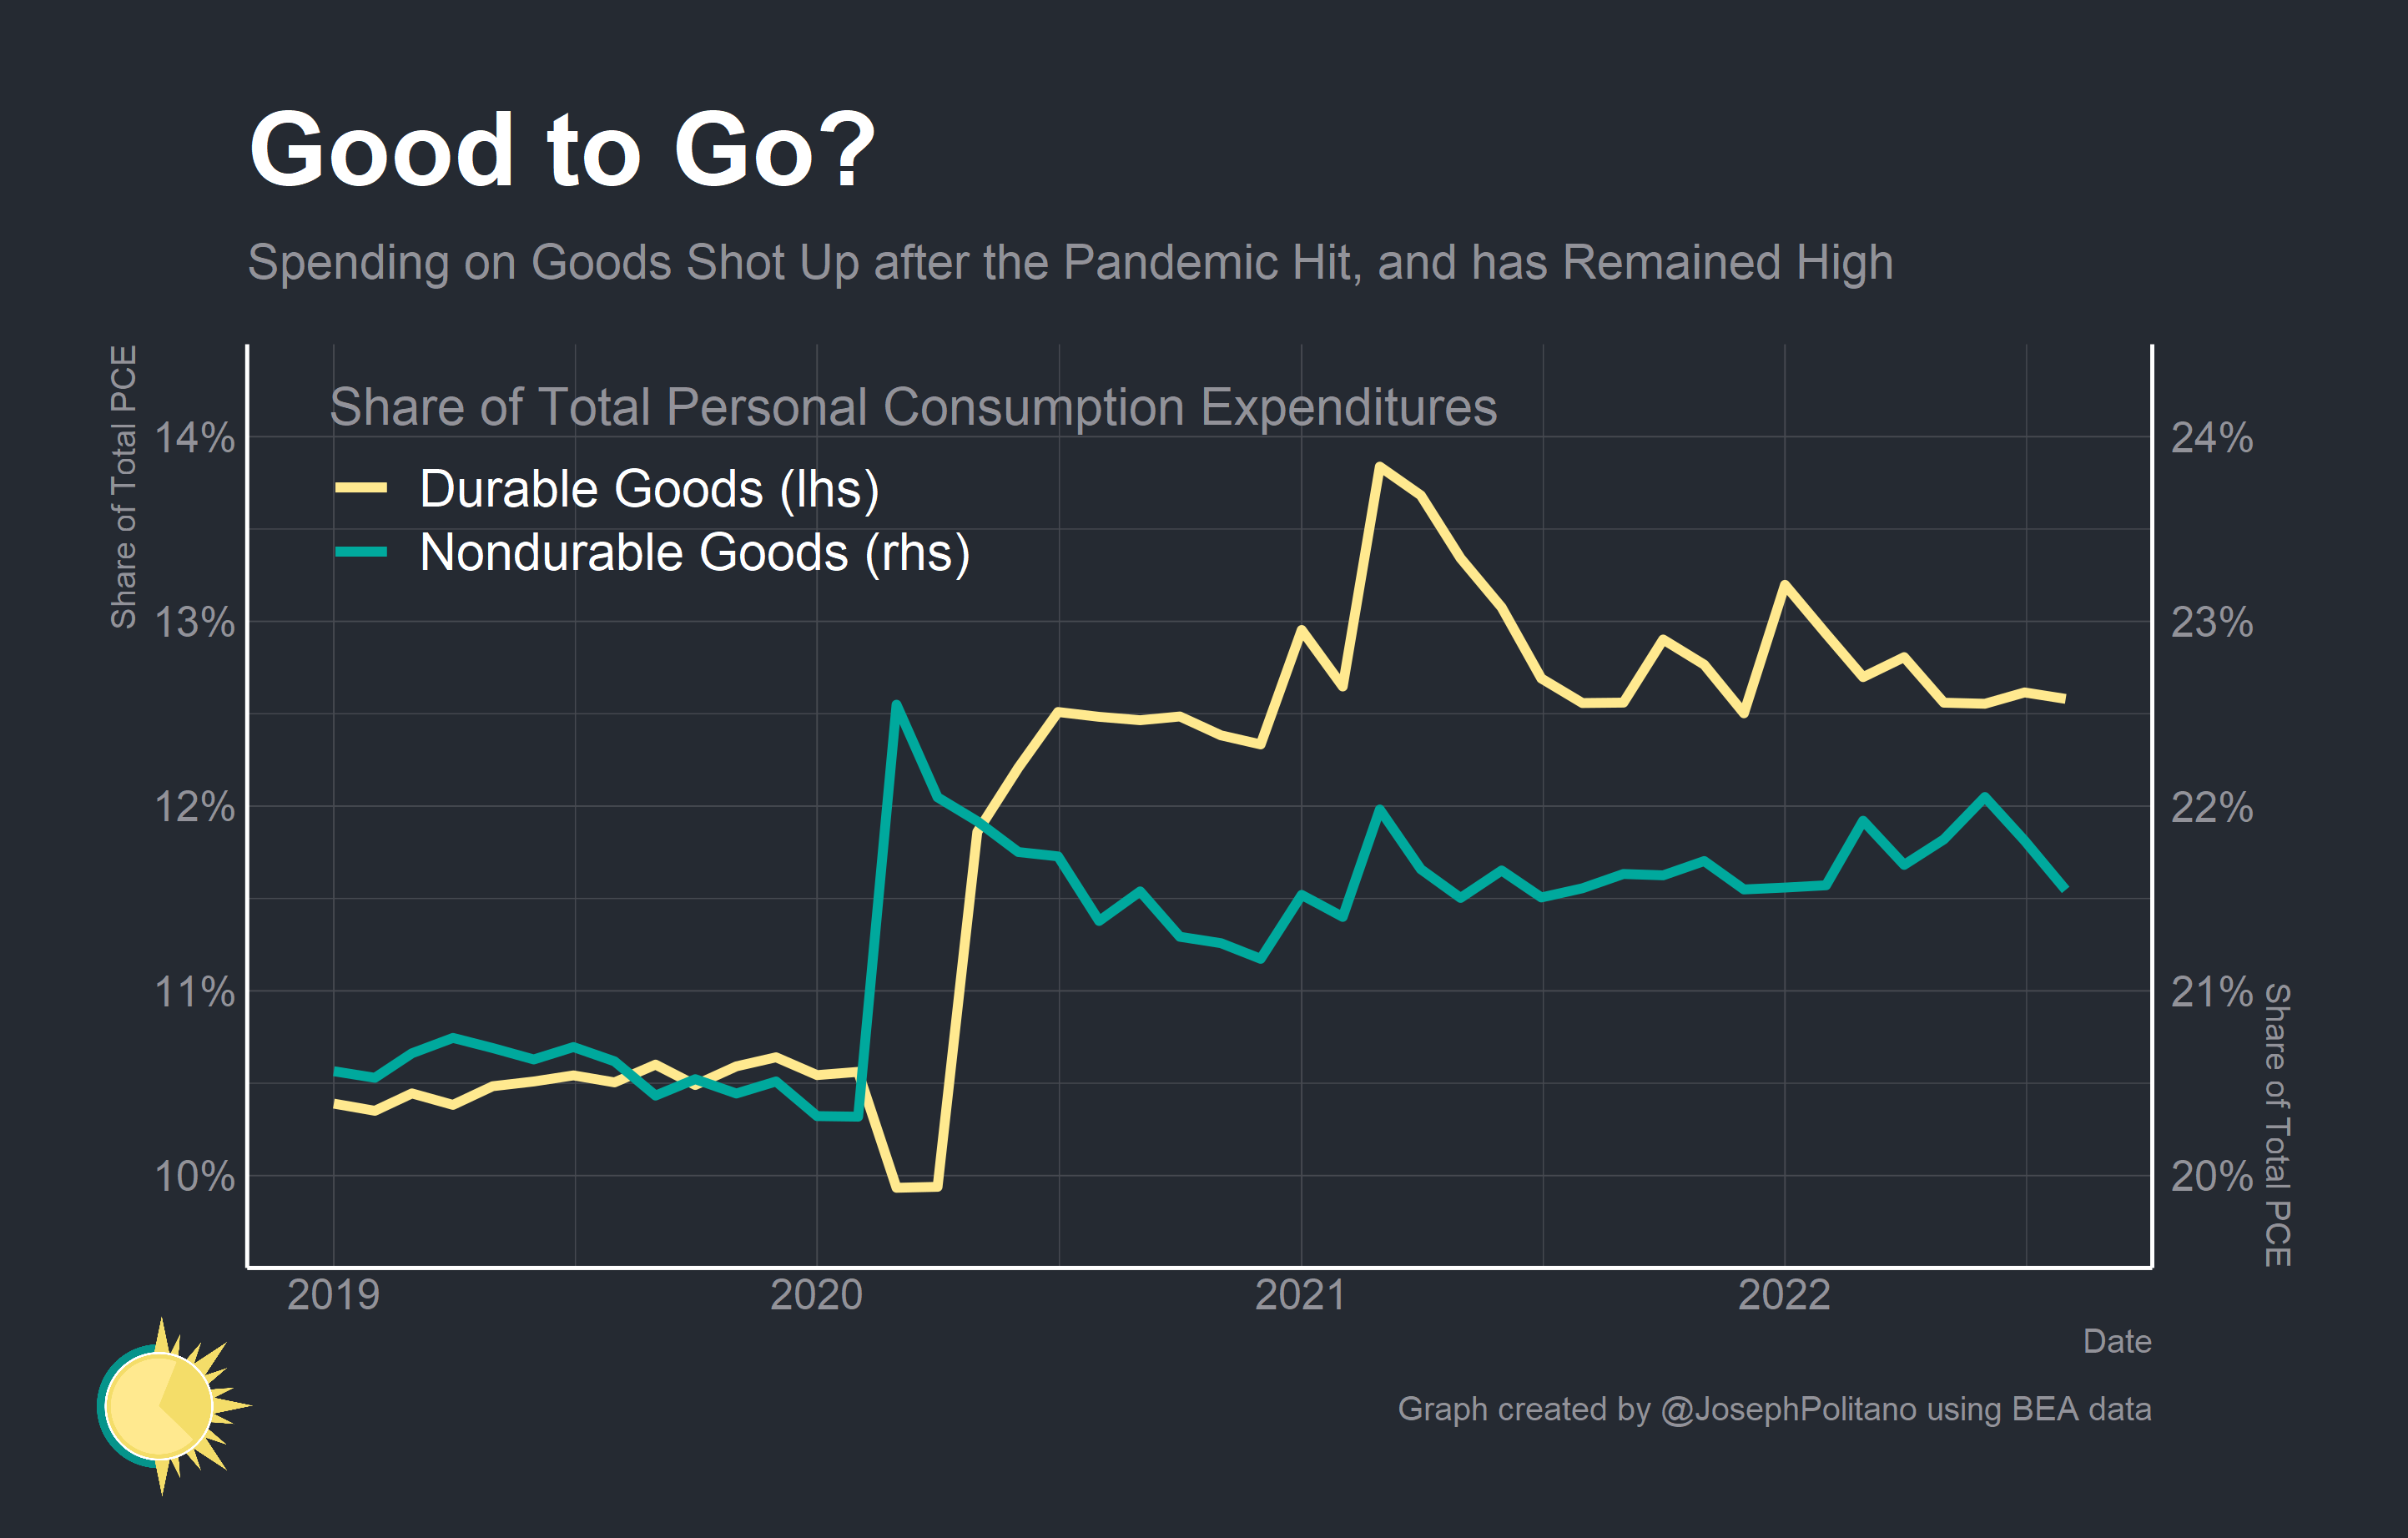 Good to Go?
Spending on Goods Shot Up after the Pandemic Hit, and has Remained High
Share of Total PCE
Share of Total Personal Consumption Expenditures
Durable Goods (lhs)
Nondurable Goods (rhs)
14%
13%
12%
11%
10%
24%
23%
22%
21%
20%
Share of Total PCE
2019 2020 2021 2022
Date
Graph created by @JosephPolitano using BEA data